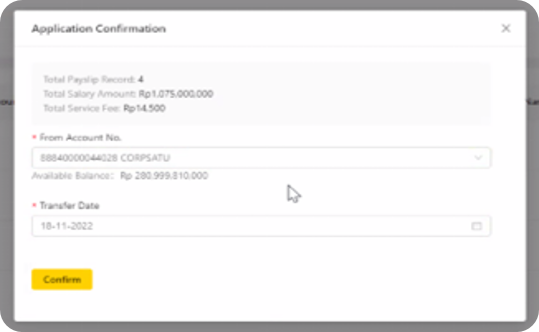 Application Confirmation
Total Payslip Record: 4
Total Salary Amount: Rp1,075,000,000
Total Service Fee: Rp14,500
* From Account No.
88840000044028 CORPSATU
Available Balance: Rp 280.999.810.000
* Transfer Date
18-11-2022
Confirm